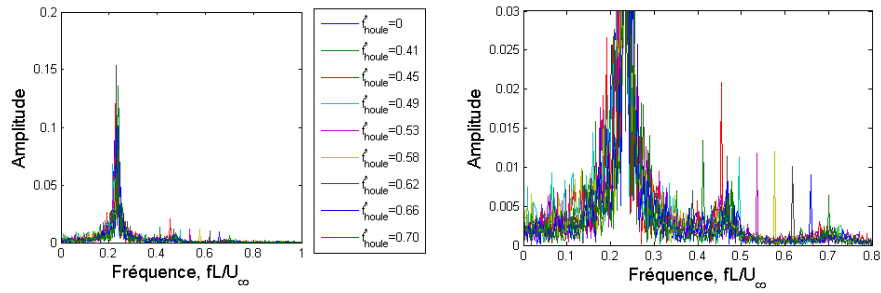 0.2
0.15
0.1
0.05
0
Amplitude
0 0.2 0.4 0.6 0.8 1
Fréquence, fL/U∞
f*houle=0
f*houle=0.41
f*houle=0.45
f*houle=0.49
f*houle=0.53
f*houle=0.58
f*houle=0.62
f*houle=0.66
f*houle=0.70
0.03
0.025
0.02
0.015
0.01
0.005
0
Amplitude
0.0 0.1 0.2 0.3 0.4 0.5 0.6 0.7 0.8
Fréquence, fL/U∞